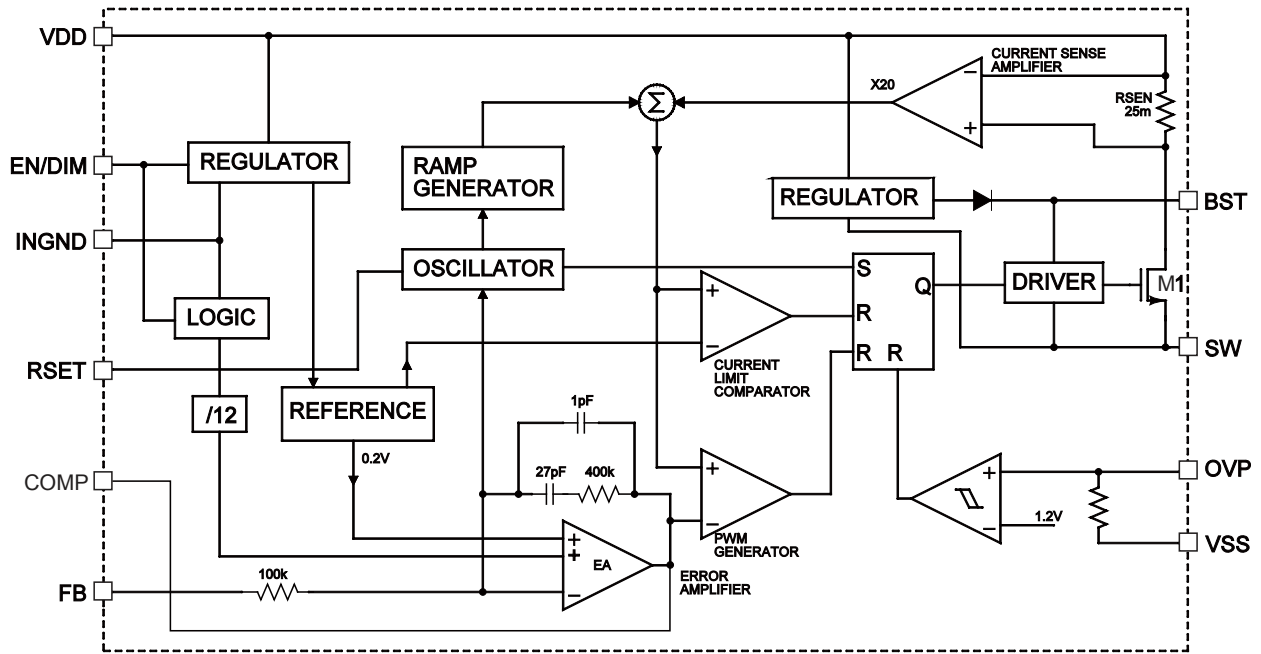 VDD
CURRENT SENSE
AMPLIFIER
X20
RSEN
25m
Σ
−
+
EN/DIM
REGULATOR
RAMP
GENERATOR
REGULATOR
BST
INGND
OSCILLATOR
S
Q
DRIVER
M1
LOGIC
+
R
−
RSET
R R
SW
CURRENT
LIMIT
COMPARATOR
/12
REFERENCE
1pF
0.2V
27pF
400k
COMP
+
+
OVP
−
1.2V
−
PWM
GENERATOR
VSS
+
+
EA
−
ERROR
AMPLIFIER
100k
FB